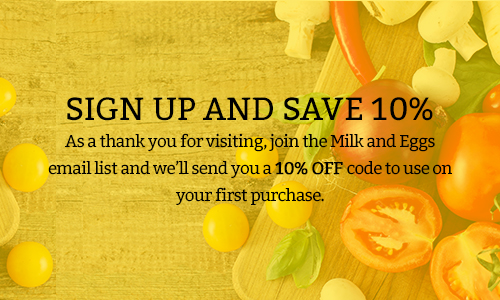 SIGN UP AND SAVE 10%
As a thank you for visiting, join the Milk and Eggs
email list and we'll send you a 10% OFF code to use on
your first purchase.